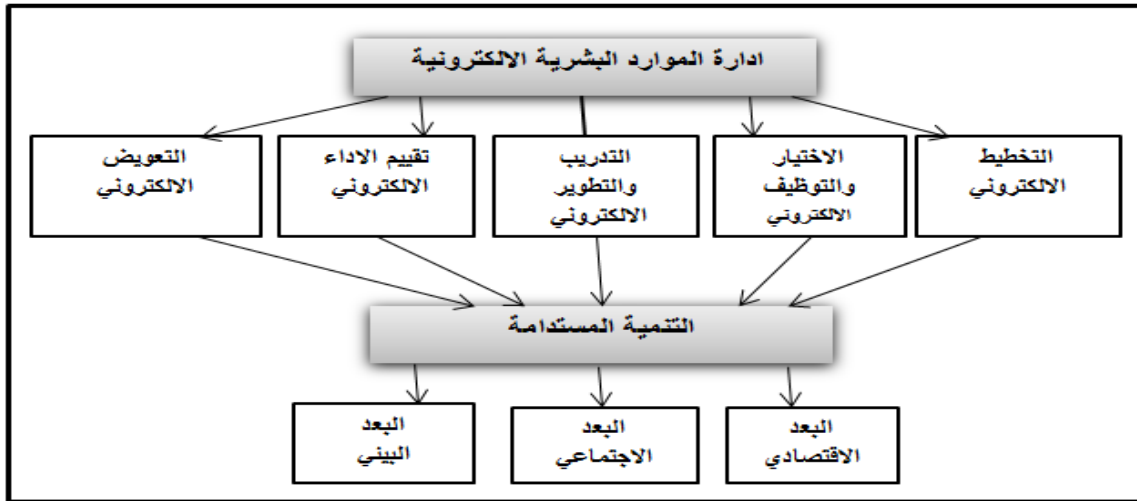 ادارة الموارد البشرية الالكترونية
التخطيط
الالكتروني
الاختيار
والتوظيف
الالكتروني
التدريب
والتطوير
الالكتروني
تقييم الاداء
الالكتروني
التعويض
الالكتروني
التنمية المستدامة
البعد
الاقتصادي
البعد
الاجتماعي
البعد
البيئي